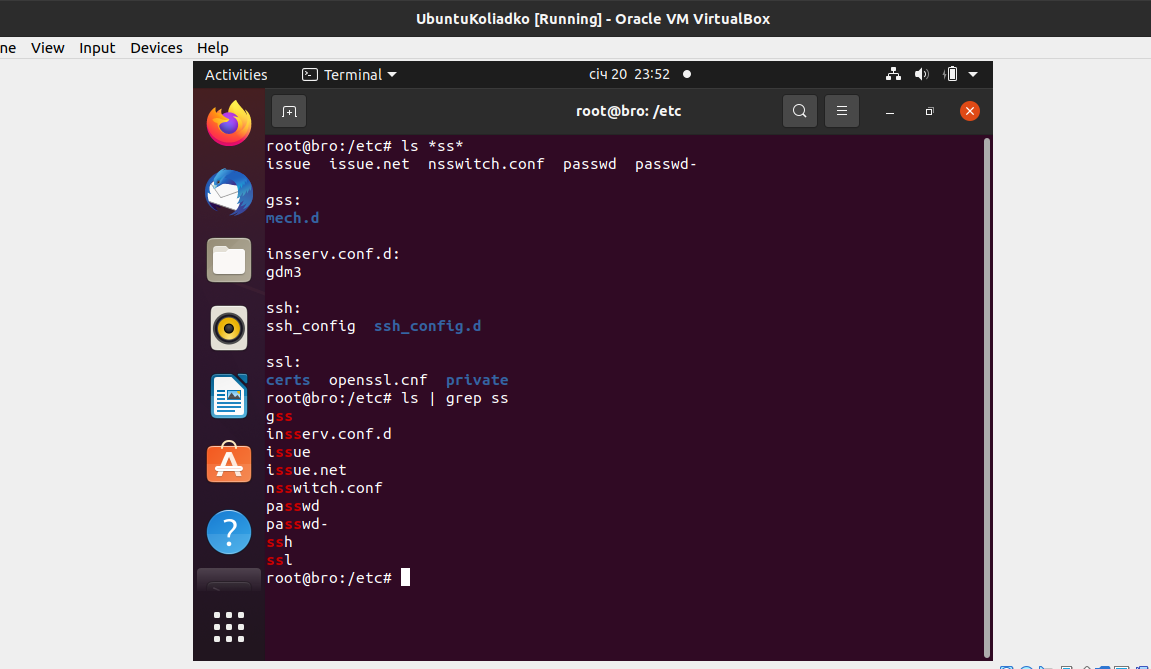 UbuntuKoliadko [Running] - Oracle VM VirtualBox
ne View Input Devices Help
Activities Terminal січ 20 23:52
root@bro: /etc
root@bro:/etc# ls *ss*
issue issue.net nsswitch.conf passwd passwd-
gss:
mech.d
insserv.conf.d:
gdm3
ssh:
ssh_config ssh_config.d
ssl:
certs openssl.cnf private
root@bro:/etc# ls | grep ss
gss
insserv.conf.d
issue
issue.net
nsswitch.conf
passwd
passwd-
ssh
ssl
root@bro:/etc#